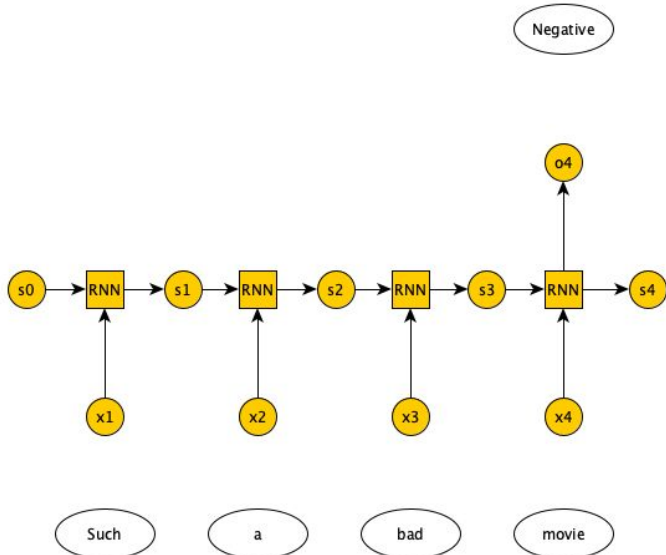 Negative
o4
s0 RNN s1 RNN s2 RNN s3 RNN s4
x1 x2 x3 x4
Such a bad movie